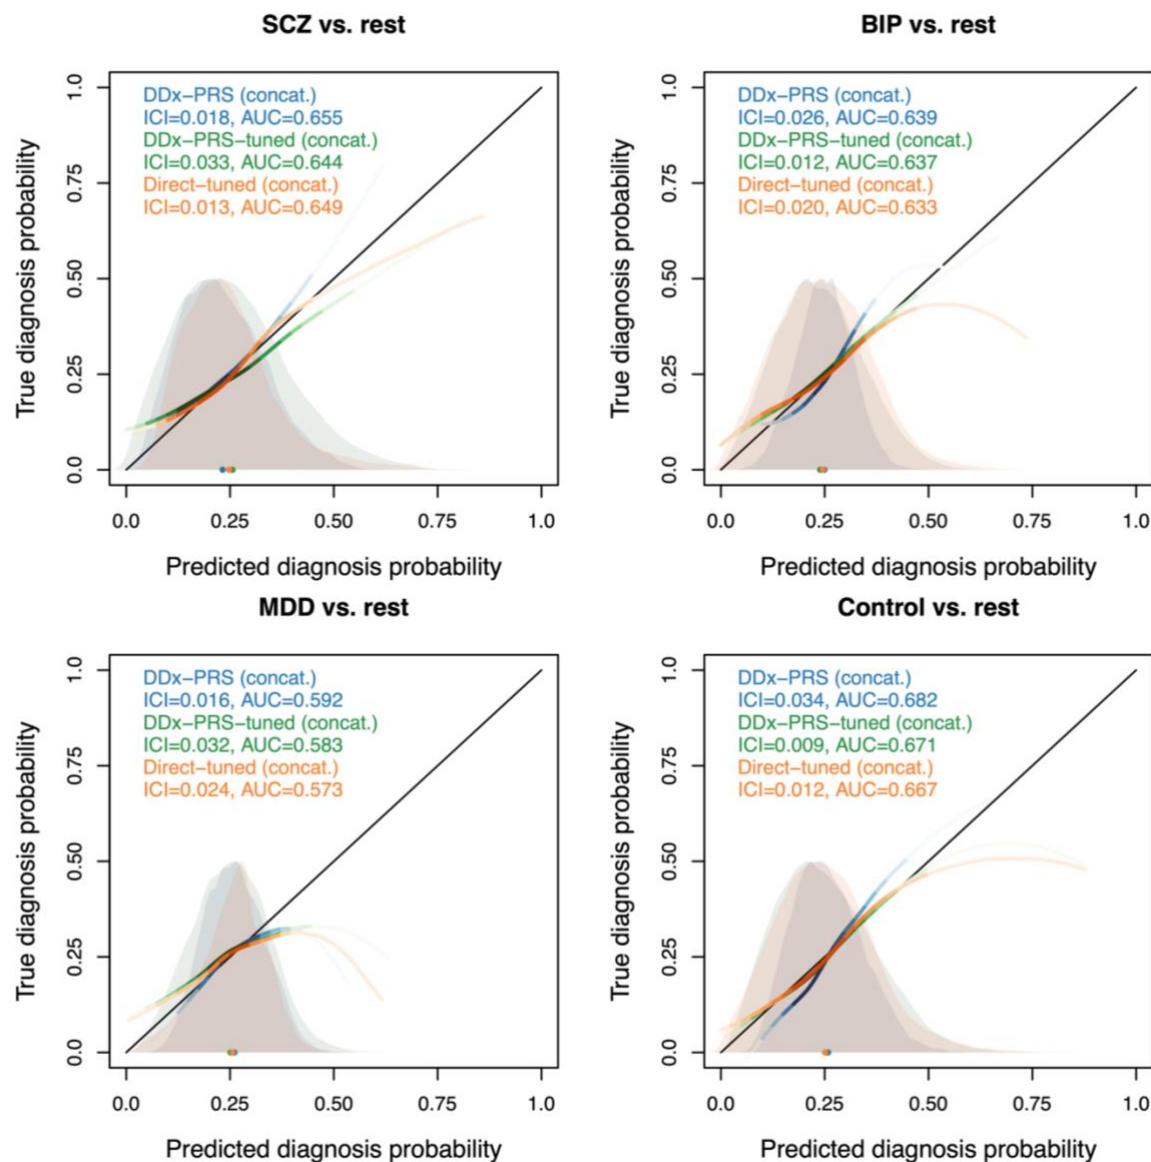 SCZ vs. rest
DDx−PRS (concat.)
ICI=0.018, AUC=0.655
DDx−PRS−tuned (concat.)
ICI=0.033, AUC=0.644
Direct−tuned (concat.)
ICI=0.013, AUC=0.649
True diagnosis probability
1.0
0.75
0.50
0.25
0.0
0.0 0.25 0.50 0.75 1.0
Predicted diagnosis probability
BIP vs. rest
DDx−PRS (concat.)
ICI=0.026, AUC=0.639
DDx−PRS−tuned (concat.)
ICI=0.012, AUC=0.637
Direct−tuned (concat.)
ICI=0.020, AUC=0.633
True diagnosis probability
1.0
0.75
0.50
0.25
0.0
0.0 0.25 0.50 0.75 1.0
Predicted diagnosis probability
MDD vs. rest
DDx−PRS (concat.)
ICI=0.016, AUC=0.592
DDx−PRS−tuned (concat.)
ICI=0.032, AUC=0.583
Direct−tuned (concat.)
ICI=0.024, AUC=0.573
True diagnosis probability
1.0
0.75
0.50
0.25
0.0
0.0 0.25 0.50 0.75 1.0
Predicted diagnosis probability
Control vs. rest
DDx−PRS (concat.)
ICI=0.034, AUC=0.682
DDx−PRS−tuned (concat.)
ICI=0.009, AUC=0.671
Direct−tuned (concat.)
ICI=0.012, AUC=0.667
True diagnosis probability
1.0
0.75
0.50
0.25
0.0
0.0 0.25 0.50 0.75 1.0
Predicted diagnosis probability